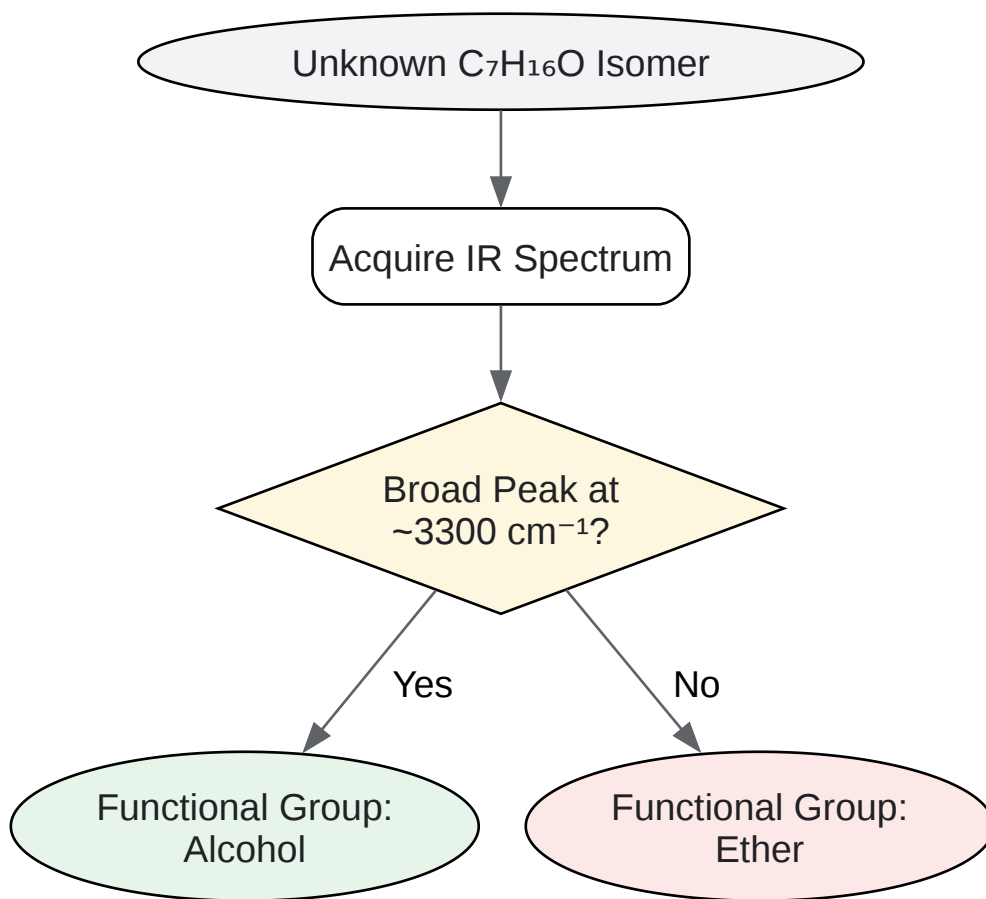 Unknown C₇H₁₆O Isomer
Acquire IR Spectrum
Broad Peak at
~3300 cm⁻¹?
Yes
No
Functional Group:
Alcohol
Functional Group:
Ether